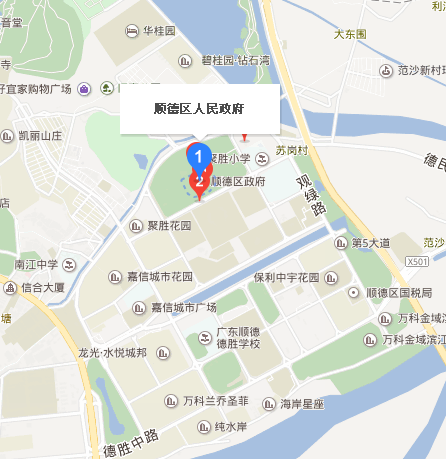 华桂园
音堂
犬东围
利
碧桂园·钻石湾
寺
好宜家购物广场
范沙新村
顺德区人民政府
凯丽山庄
1
聚胜小学
苏岗村
2
顺德区政府
德民
观绿路
店
聚胜花园
第5大道
范沙
南江中学
X501
嘉信城市花园
保利中宇花园
信合大厦
顺德区国税局
嘉信城市广场
塘
万科金域滨
广东顺德
德胜学校
万科金域滨江
龙光·水悦城邦
万科兰乔圣菲
海岸星座
纯水岸
德胜中路